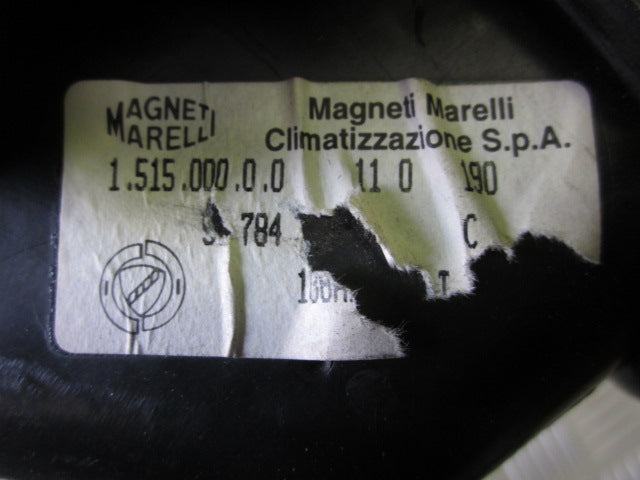 MAGNETI
MARELLI
Magneti Marelli
Climatizzazione S.p.A.
1.515.000.0.0 11 0 190
784 C